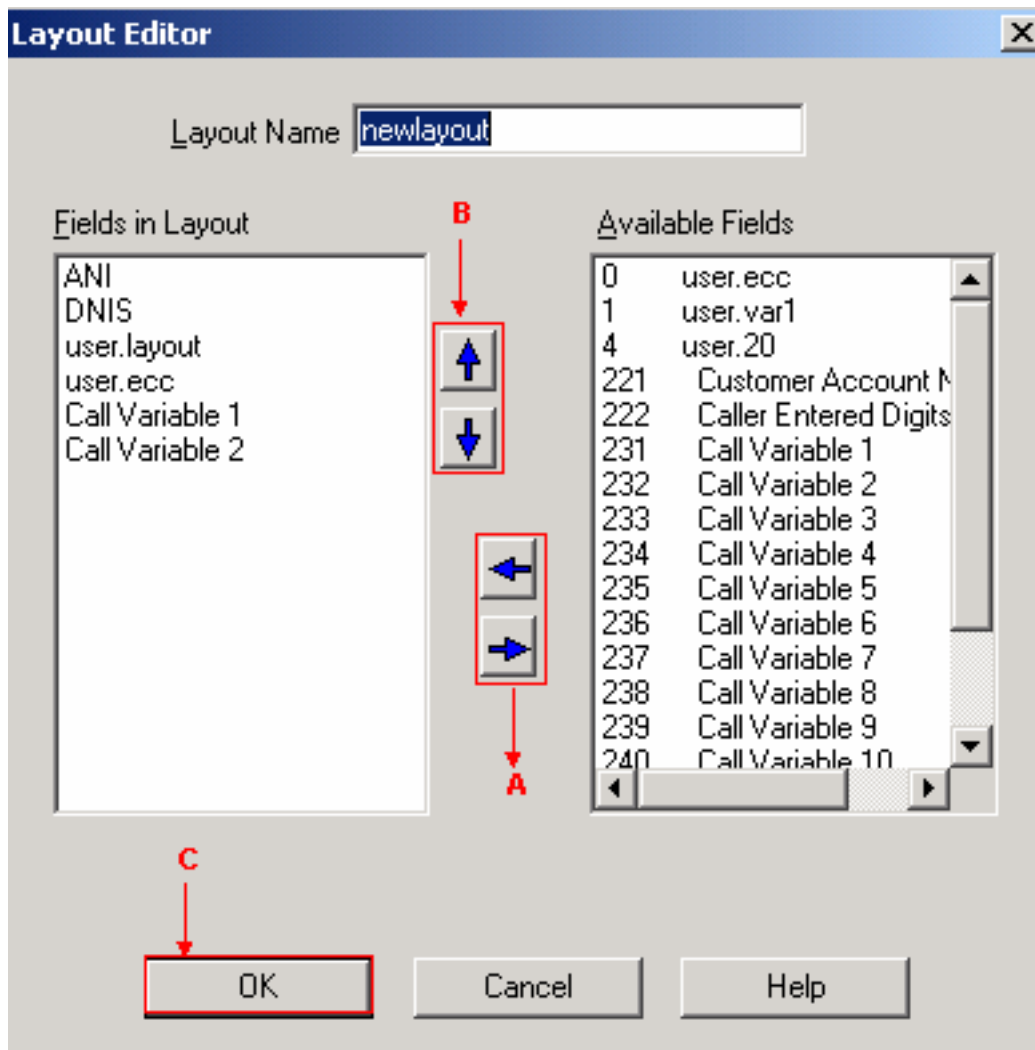 Layout Editor
Layout Name newlayout
Fields in Layout
ANI
DNIS
user.layout
user.ecc
Call Variable 1
Call Variable 2
B
A
Available Fields
0 user.ecc
1 user.var1
4 user.20
221 Customer Account
222 Caller Entered Digits
231 Call Variable 1
232 Call Variable 2
233 Call Variable 3
234 Call Variable 4
235 Call Variable 5
236 Call Variable 6
237 Call Variable 7
238 Call Variable 8
239 Call Variable 9
240 Call Variable 10
C
OK Cancel Help